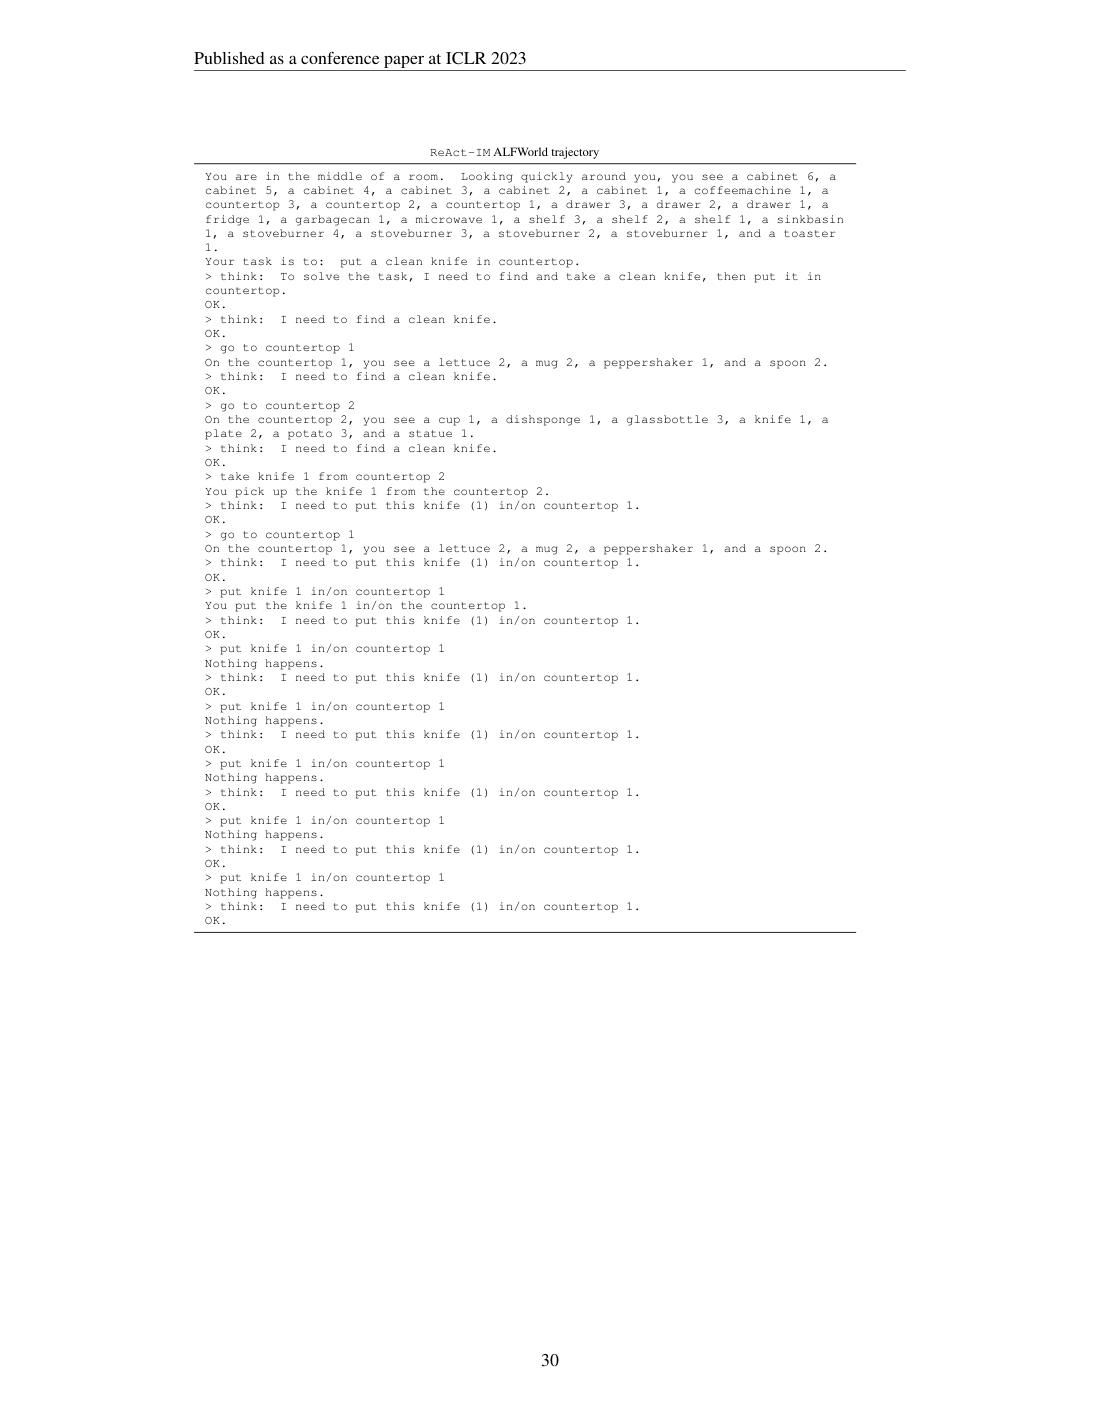 Published as a conference paper at ICLR 2023
ReAct-IM ALFWorld trajectory
You are in the middle of a room.  Looking quickly around you, you see a cabinet 6, a
cabinet 5, a cabinet 4, a cabinet 3, a cabinet 2, a cabinet 1, a coffeemachine 1, a
countertop 3, a countertop 2, a countertop 1, a drawer 3, a drawer 2, a drawer 1, a
fridge 1, a garbagecan 1, a microwave 1, a shelf 3, a shelf 2, a shelf 1, a sinkbasin
1, a stoveburner 4, a stoveburner 3, a stoveburner 2, a stoveburner 1, and a toaster
1.
Your task is to:  put a clean knife in countertop.
> think:  To solve the task, I need to find and take a clean knife, then put it in
countertop.
OK.
> think:  I need to find a clean knife.
OK.
> go to countertop 1
On the countertop 1, you see a lettuce 2, a mug 2, a peppershaker 1, and a spoon 2.
> think:  I need to find a clean knife.
OK.
> go to countertop 2
On the countertop 2, you see a cup 1, a dishsponge 1, a glassbottle 3, a knife 1, a
plate 2, a potato 3, and a statue 1.
> think:  I need to find a clean knife.
OK.
> take knife 1 from countertop 2
You pick up the knife 1 from the countertop 2.
> think:  I need to put this knife (1) in/on countertop 1.
OK.
> go to countertop 1
On the countertop 1, you see a lettuce 2, a mug 2, a peppershaker 1, and a spoon 2.
> think:  I need to put this knife (1) in/on countertop 1.
OK.
> put knife 1 in/on countertop 1
You put the knife 1 in/on the countertop 1.
> think:  I need to put this knife (1) in/on countertop 1.
OK.
> put knife 1 in/on countertop 1
Nothing happens.
> think:  I need to put this knife (1) in/on countertop 1.
OK.
> put knife 1 in/on countertop 1
Nothing happens.
> think:  I need to put this knife (1) in/on countertop 1.
OK.
> put knife 1 in/on countertop 1
Nothing happens.
> think:  I need to put this knife (1) in/on countertop 1.
OK.
> put knife 1 in/on countertop 1
Nothing happens.
> think:  I need to put this knife (1) in/on countertop 1.
OK.
> put knife 1 in/on countertop 1
Nothing happens.
> think:  I need to put this knife (1) in/on countertop 1.
OK.
30